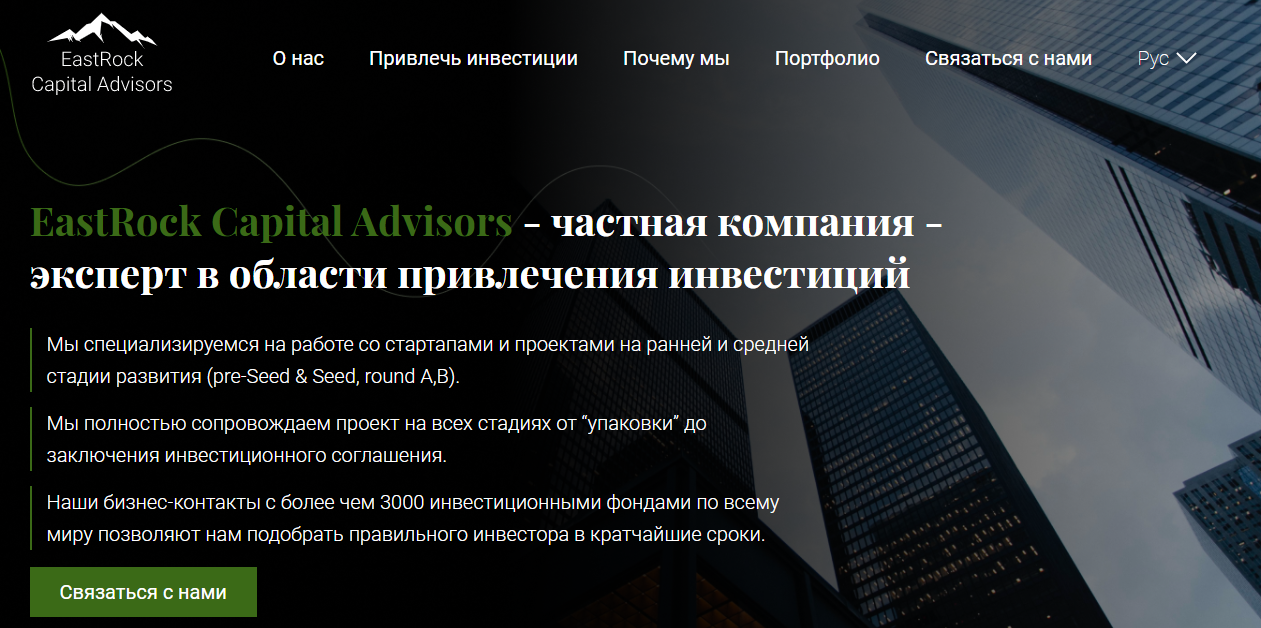 EastRock
Capital Advisors
О нас
Привлечь инвестиции
Почему мы
Портфолио
Связаться с нами
Рус
EastRock Capital Advisors – частная компания –
эксперт в области привлечения инвестиций
Мы специализируемся на работе со стартапами и проектами на ранней и средней
стадии развития (pre-Seed & Seed, round A,B).
Мы полностью сопровождаем проект на всех стадиях от “упаковки” до
заключения инвестиционного соглашения.
Наши бизнес-контакты с более чем 3000 инвестиционными фондами по всему
миру позволяют нам подобрать правильного инвестора в кратчайшие сроки.
Связаться с нами